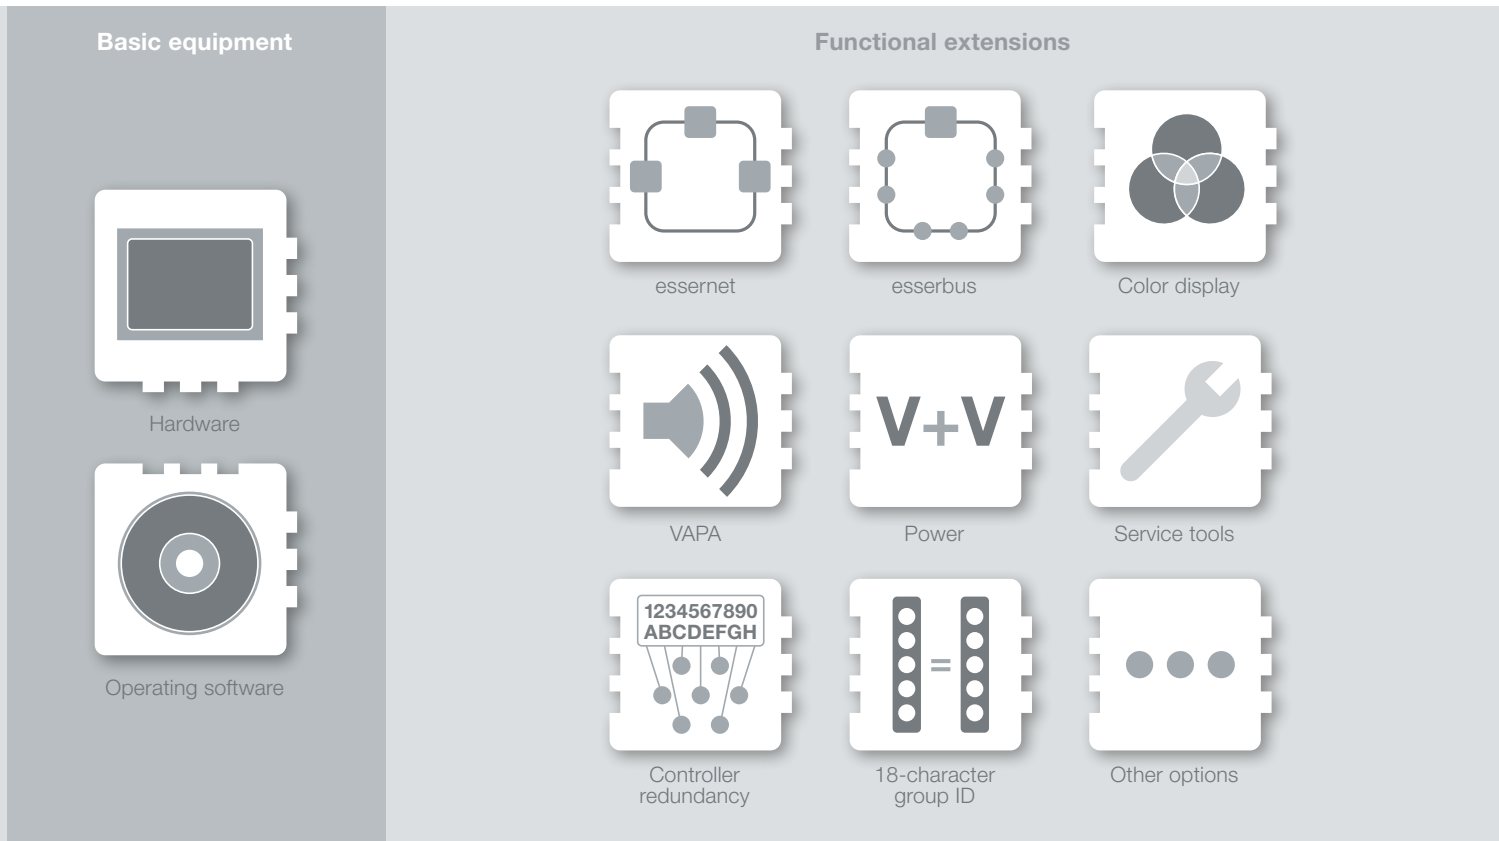 Basic equipment
Functional extensions
Hardware
Operating software
essernet
esserbus
Color display
VAPA
V+V
Power
Service tools
1234567890
ABCDEFGH
Controller
redundancy
=
18-character
group ID
Other options